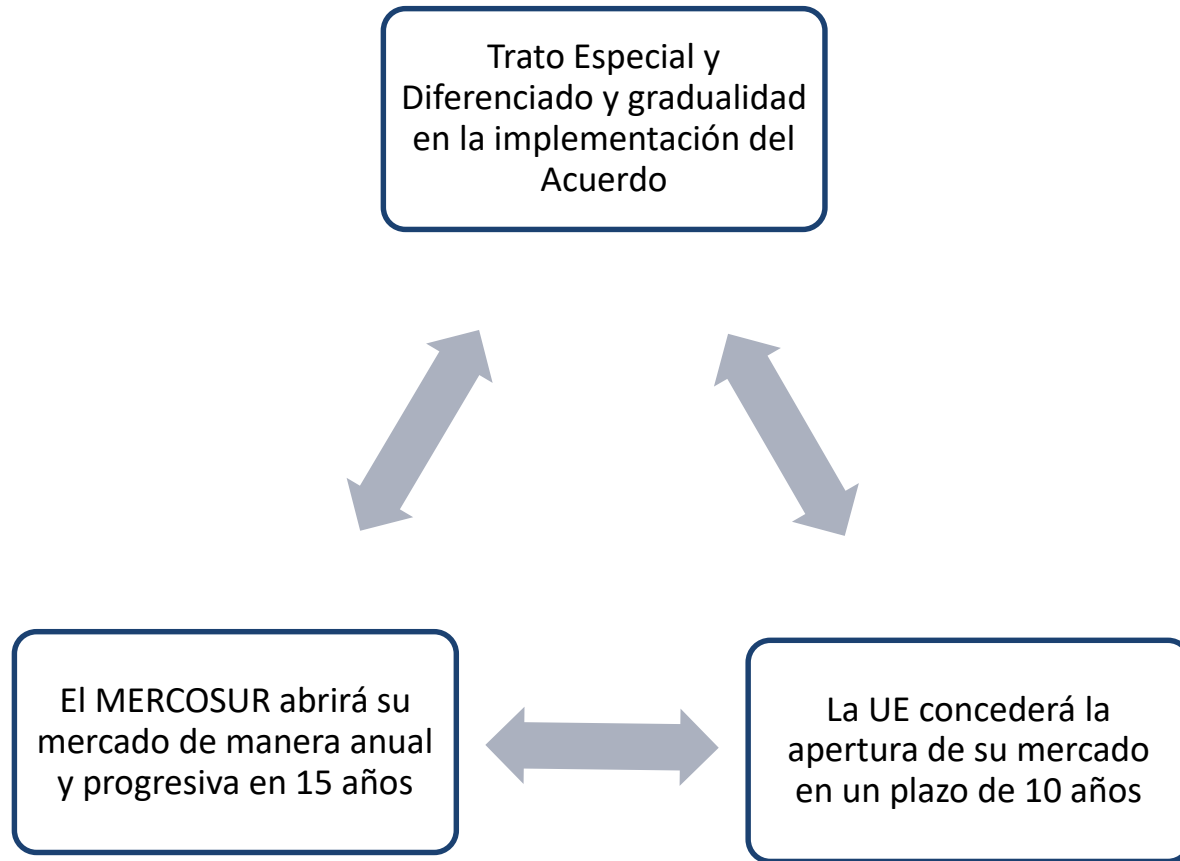 Trato Especial y
Diferenciado y gradualidad
en la implementación del
Acuerdo
El MERCOSUR abrirá su
mercado de manera anual
y progresiva en 15 años
La UE concederá la
apertura de su mercado
en un plazo de 10 años